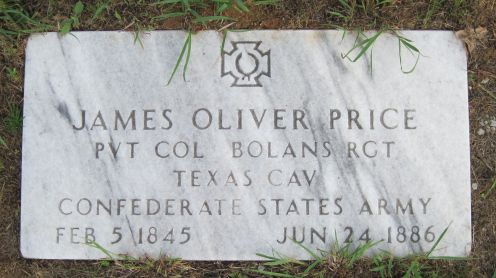 JAMES OLIVER PRICE
PVT COL BOLANS RGT
TEXAS CAV
CONFEDERATE STATES ARMY
FEB 5 1845 JUN 24 1886